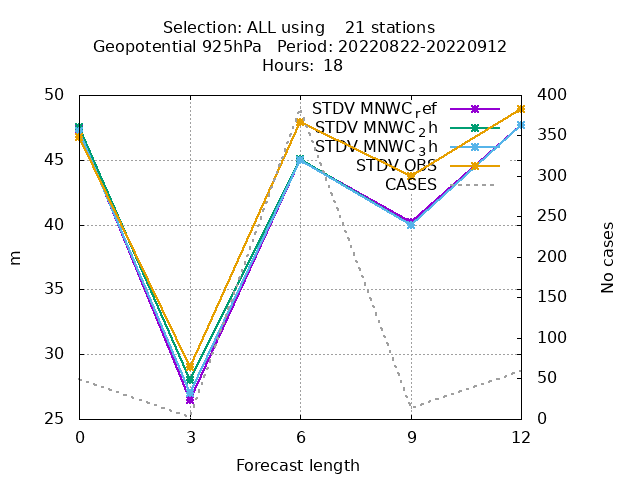 Selection: ALL using    21 stations
Geopotential 925hPa   Period: 20220822-20220912
Hours: 18
STDV MNWC_ref
STDV MNWC_2h
STDV MNWC_3h
STDV OBS
CASES
50
45
40
35
30
25
400
350
300
250
200
150
100
50
0
m
No cases
0 3 6 9 12
Forecast length